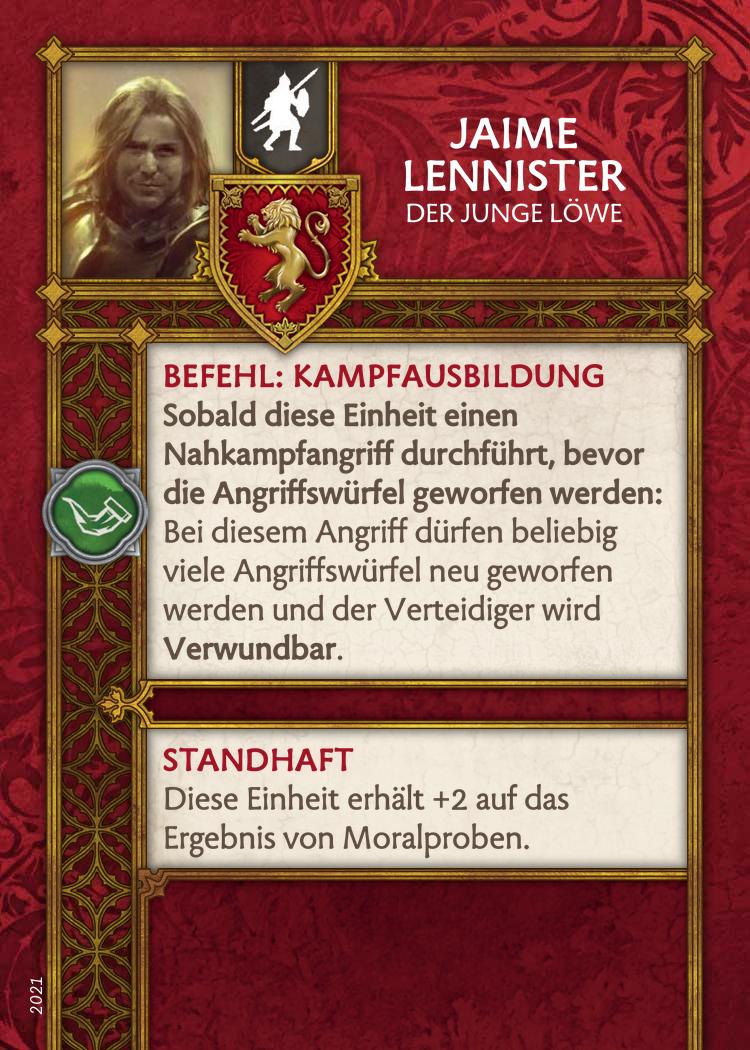 JAIME
LENNISTER
DER JUNGE LÖWE
BEFEHL: KAMPFAUSBILDUNG
Sobald diese Einheit einen
Nahkampfangriff durchführt, bevor
die Angriffswürfel geworfen werden:
Bei diesem Angriff dürfen beliebig
viele Angriffswürfel neu geworfen
werden und der Verteidiger wird
Verwundbar.
STANDHAFT
Diese Einheit erhält +2 auf das
Ergebnis von Moralproben.
2021